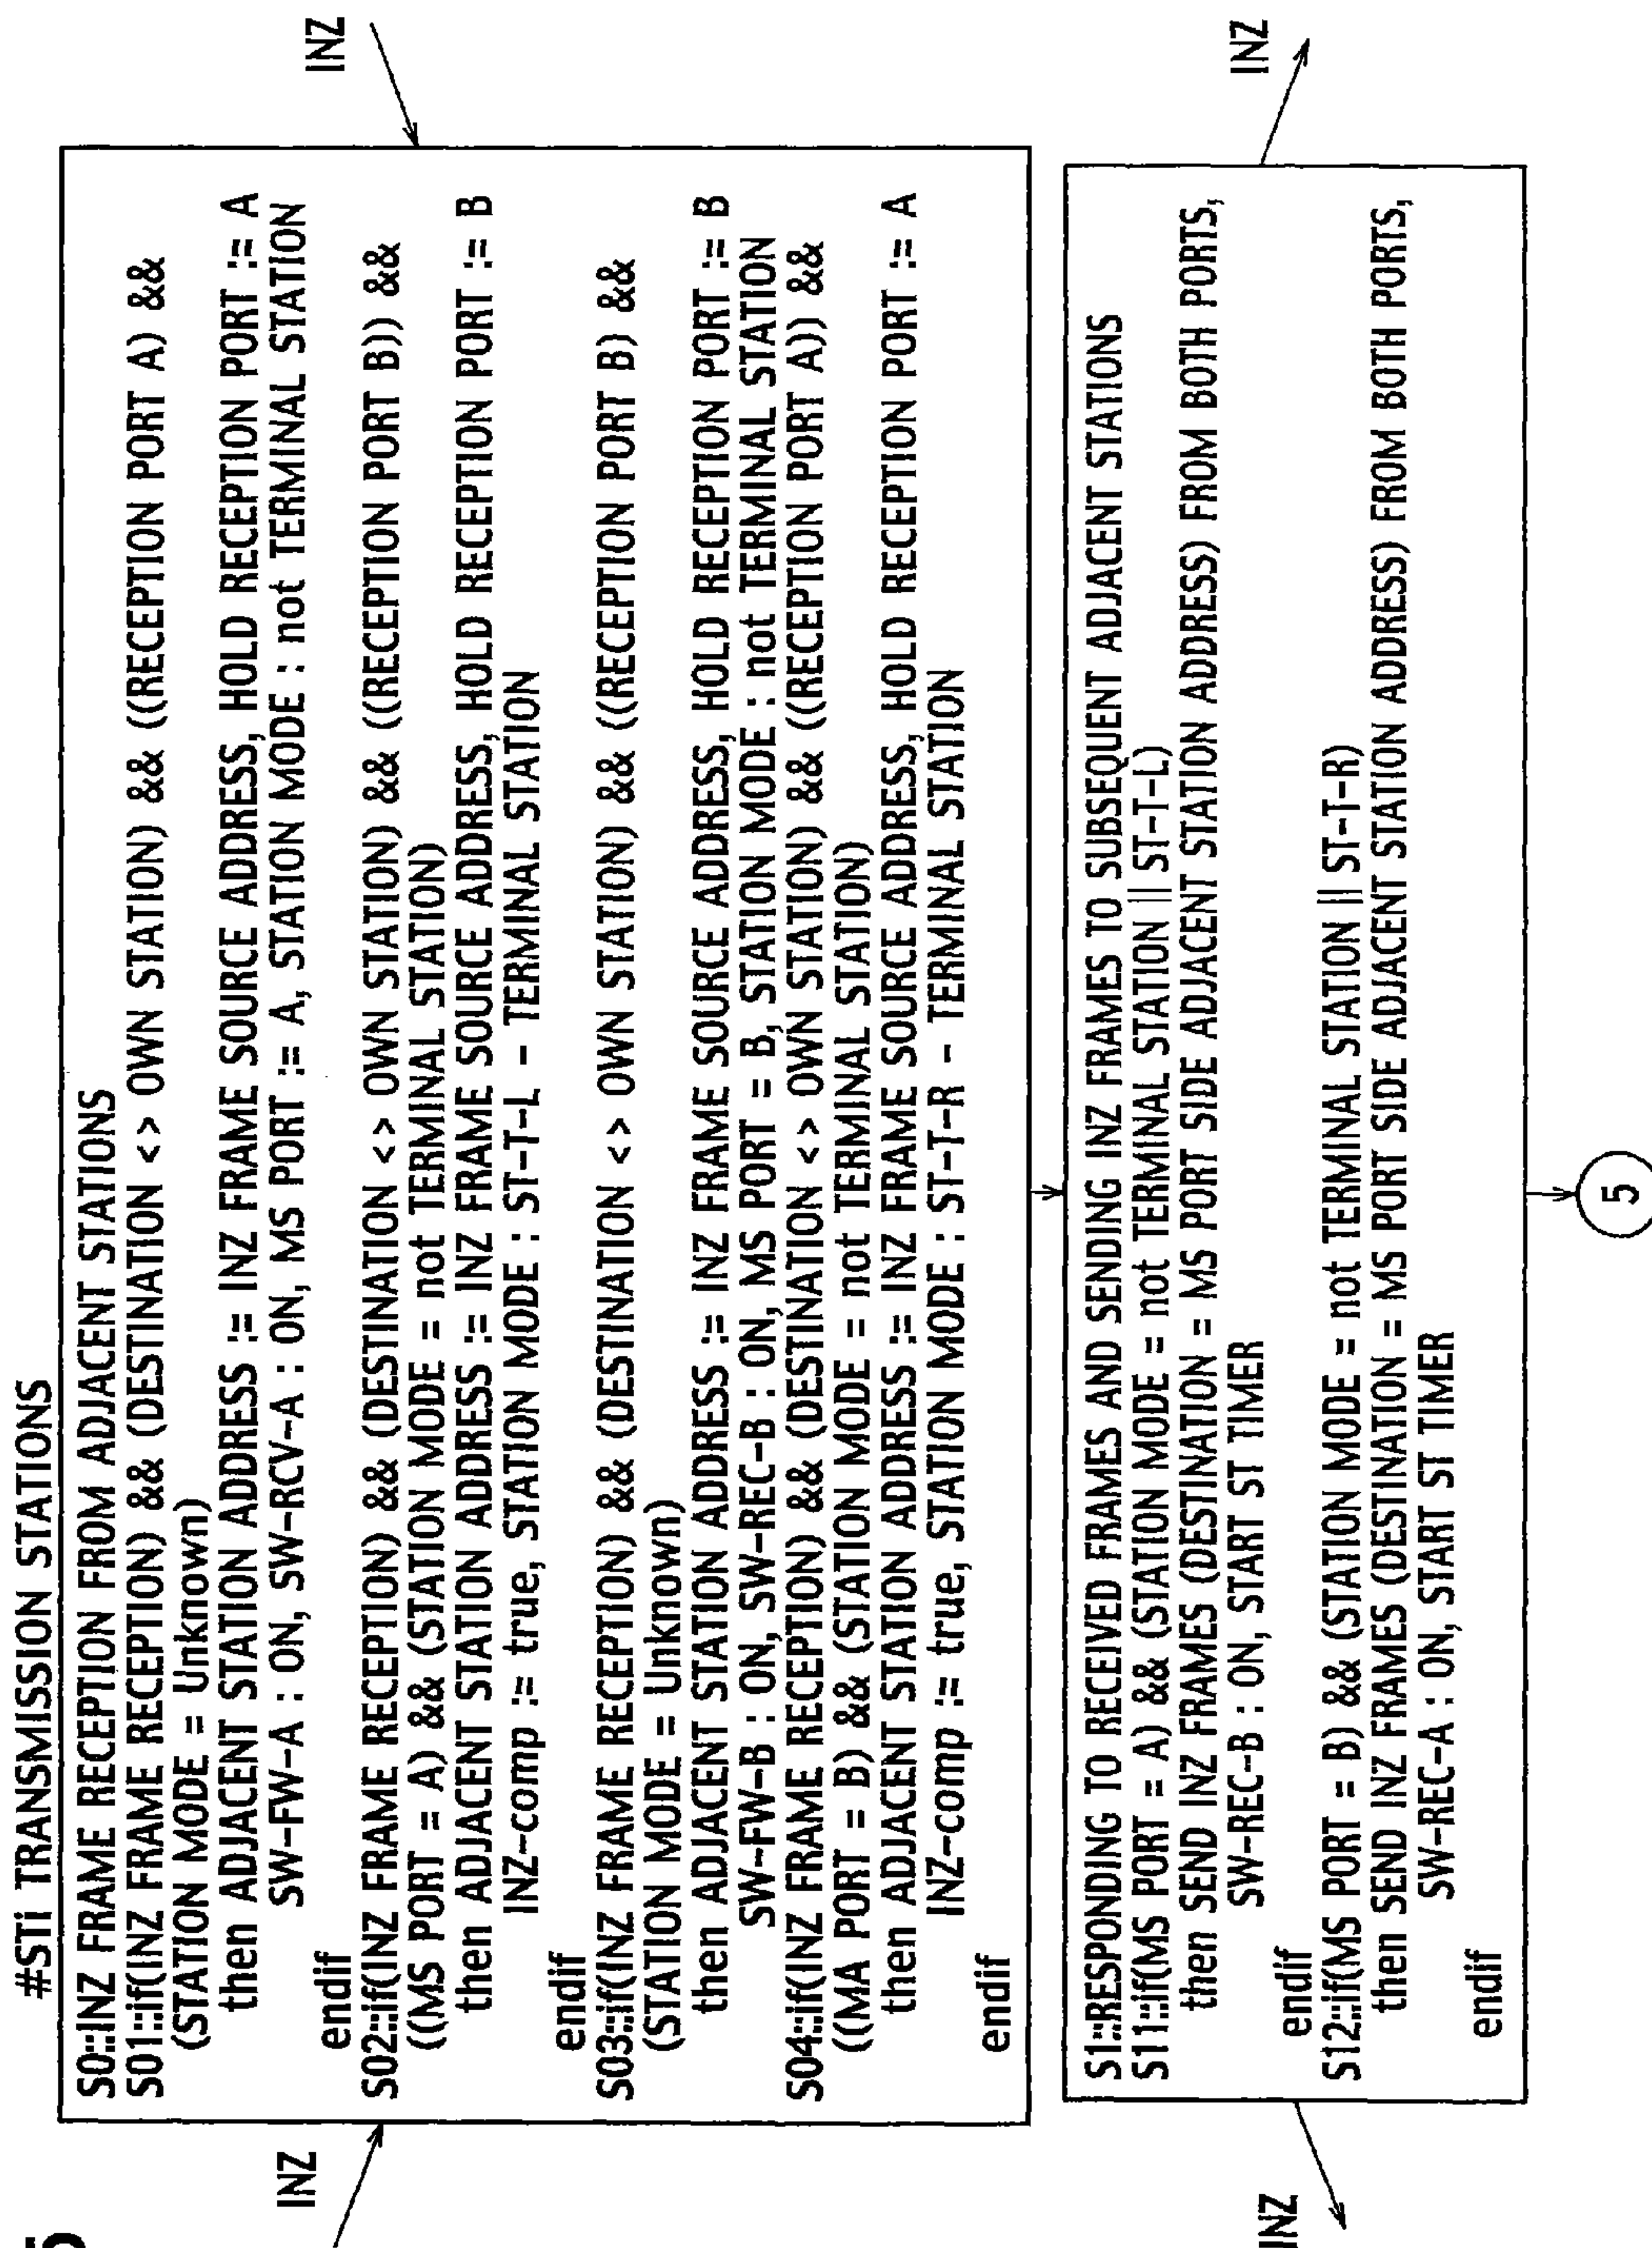 5
#STi TRANSMISSION STATIONS
INZ
INZ
S0:::INZ FRAME RECEPTION FROM ADJACENT STATIONS
S01:::if(INZ FRAME RECEPTION) && (DESTINATION <> OWN STATION) && ((RECEPTION PORT A) &&
(STATION MODE = Unknown)
then ADJACENT STATION ADDRESS := INZ FRAME SOURCE ADDRESS, HOLD RECEPTION PORT := A
SW-FW-A : ON, SW-RCV-A : ON, MS PORT := A, STATION MODE : not TERMINAL STATION
endif
S02:::if(INZ FRAME RECEPTION) && (DESTINATION <> OWN STATION) && ((RECEPTION PORT B)) &&
((MS PORT = A) && (STATION MODE = not TERMINAL STATION)
then ADJACENT STATION ADDRESS := INZ FRAME SOURCE ADDRESS, HOLD RECEPTION PORT := B
INZ-comp := true, STATION MODE : ST-T-L - TERMINAL STATION
endif
S03:::if(INZ FRAME RECEPTION) && (DESTINATION <> OWN STATION) && ((RECEPTION PORT B) &&
(STATION MODE = Unknown)
then ADJACENT STATION ADDRESS := INZ FRAME SOURCE ADDRESS, HOLD RECEPTION PORT := B
SW-FW-B : ON, SW-REC-B : ON, MS PORT = B, STATION MODE : not TERMINAL STATION
S04:::if(INZ FRAME RECEPTION) && (DESTINATION <> OWN STATION) && ((RECEPTION PORT A)) &&
((MA PORT = B) && (STATION MODE = not TERMINAL STATION)
then ADJACENT STATION ADDRESS := INZ FRAME SOURCE ADDRESS, HOLD RECEPTION PORT := A
INZ-comp := true, STATION MODE : ST-T-R - TERMINAL STATION
endif
S1:::RESPONDING TO RECEIVED FRAMES AND SENDING INZ FRAMES TO SUBSEQUENT ADJACENT STATIONS
S11:::if(MS PORT = A) && (STATION MODE = not TERMINAL STATION || ST-T-L)
then SEND INZ FRAMES (DESTINATION = MS PORT SIDE ADJACENT STATION ADDRESS) FROM BOTH PORTS,
SW-REC-B : ON, START ST TIMER
endif
S12:::if(MS PORT = B) && (STATION MODE = not TERMINAL STATION || ST-T-R)
then SEND INZ FRAMES (DESTINATION = MS PORT SIDE ADJACENT STATION ADDRESS) FROM BOTH PORTS,
SW-REC-A : ON, START ST TIMER
endif
INZ
INZ
5